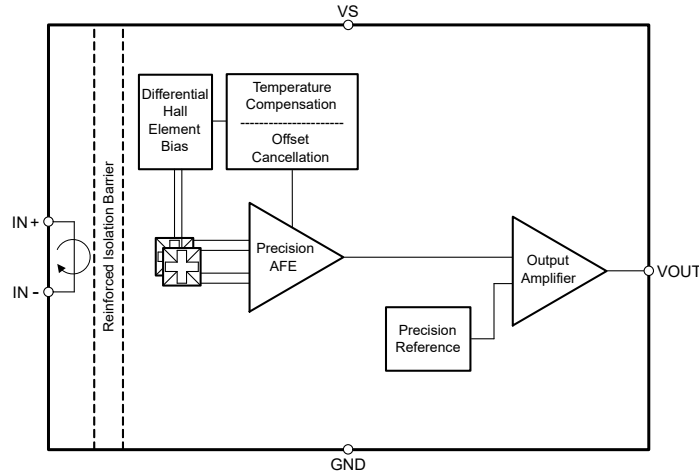 VS
Differential
Hall
Element
Bias
Temperature
Compensation
Offset
Cancellation
IN+
IN -
Reinforced Isolation Barrier
Precision
AFE
Output
Amplifier
VOUT
Precision
Reference
GND